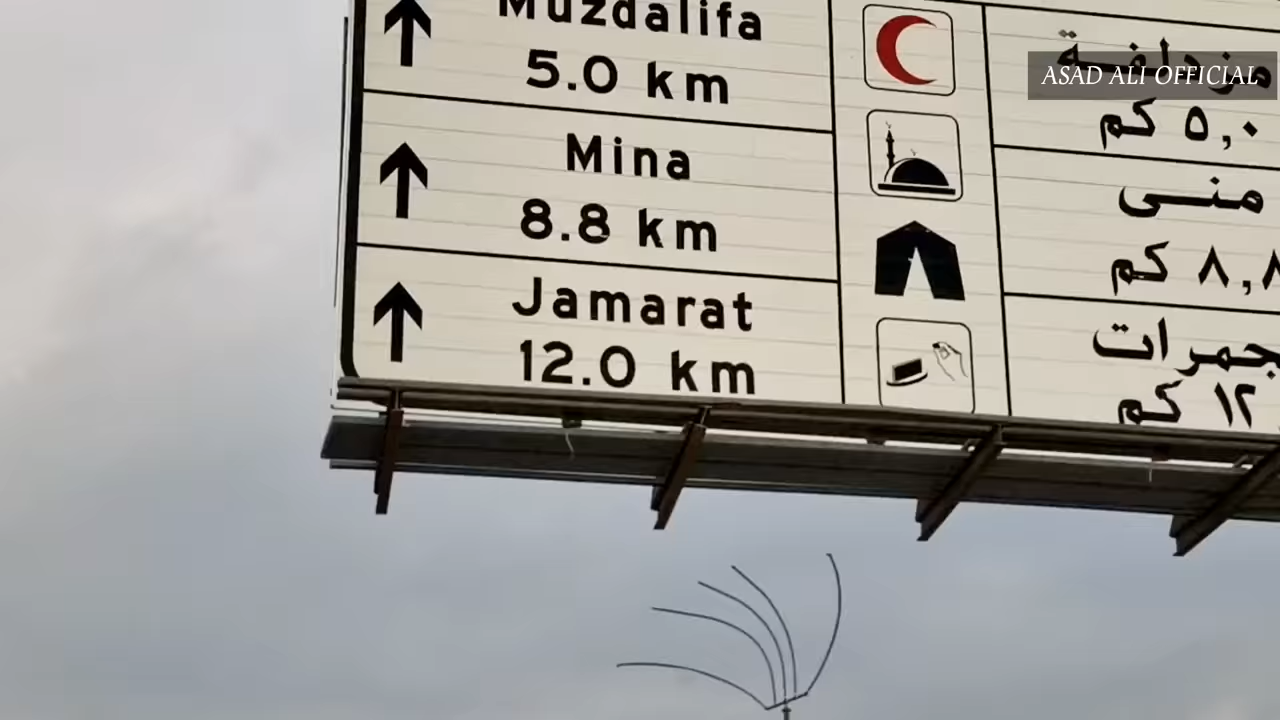 Muzdalifa
5.0 km
Mina
8.8 km
Jamarat
12.0 km
مزدلفة
٥,٠ كم
منى
٨,٨ كم
جمرات
١٢ كم
ASAD ALI OFFICIAL